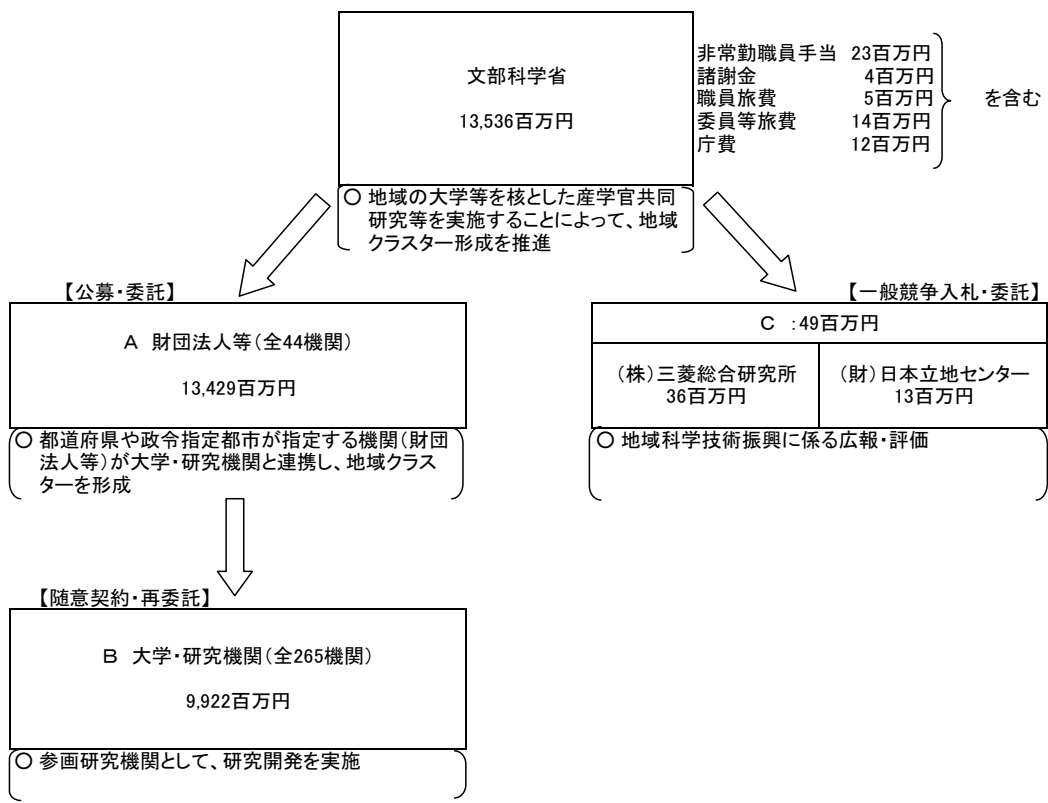 文部科学省
13,536百万円
非常勤職員手当 23百万円
諸謝金 4百万円
職員旅費 5百万円
委員等旅費 14百万円
庁費 12百万円
を含む
○ 地域の大学等を核とした産学官共同
研究等を実施することによって、地域
クラスター形成を推進
【公募・委託】
A 財団法人等(全44機関)
13,429百万円
○ 都道府県や政令指定都市が指定する機関(財団
法人等)が大学・研究機関と連携し、地域クラス
ターを形成
【一般競争入札・委託】
C :49百万円
(株)三菱総合研究所
36百万円
(財)日本立地センター
13百万円
○ 地域科学技術振興に係る広報・評価
【随意契約・再委託】
B 大学・研究機関(全265機関)
9,922百万円
○ 参画研究機関として、研究開発を実施